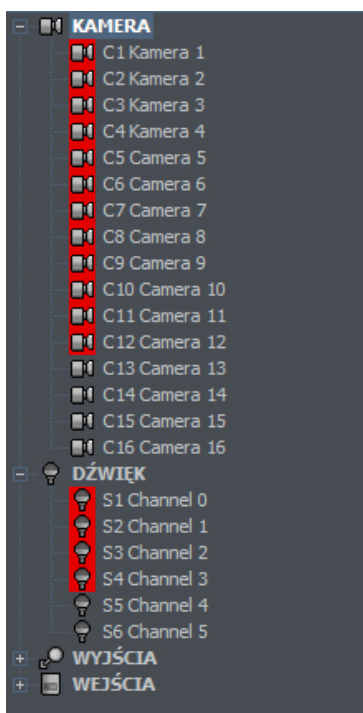 KAMERA
C1 Kamera 1
C2 Kamera 2
C3 Kamera 3
C4 Kamera 4
C5 Camera 5
C6 Camera 6
C7 Camera 7
C8 Camera 8
C9 Camera 9
C10 Camera 10
C11 Camera 11
C12 Camera 12
C13 Camera 13
C14 Camera 14
C15 Camera 15
C16 Camera 16
DŹWIĘK
S1 Channel 0
S2 Channel 1
S3 Channel 2
S4 Channel 3
S5 Channel 4
S6 Channel 5
WYJŚCIA
WEJŚCIA